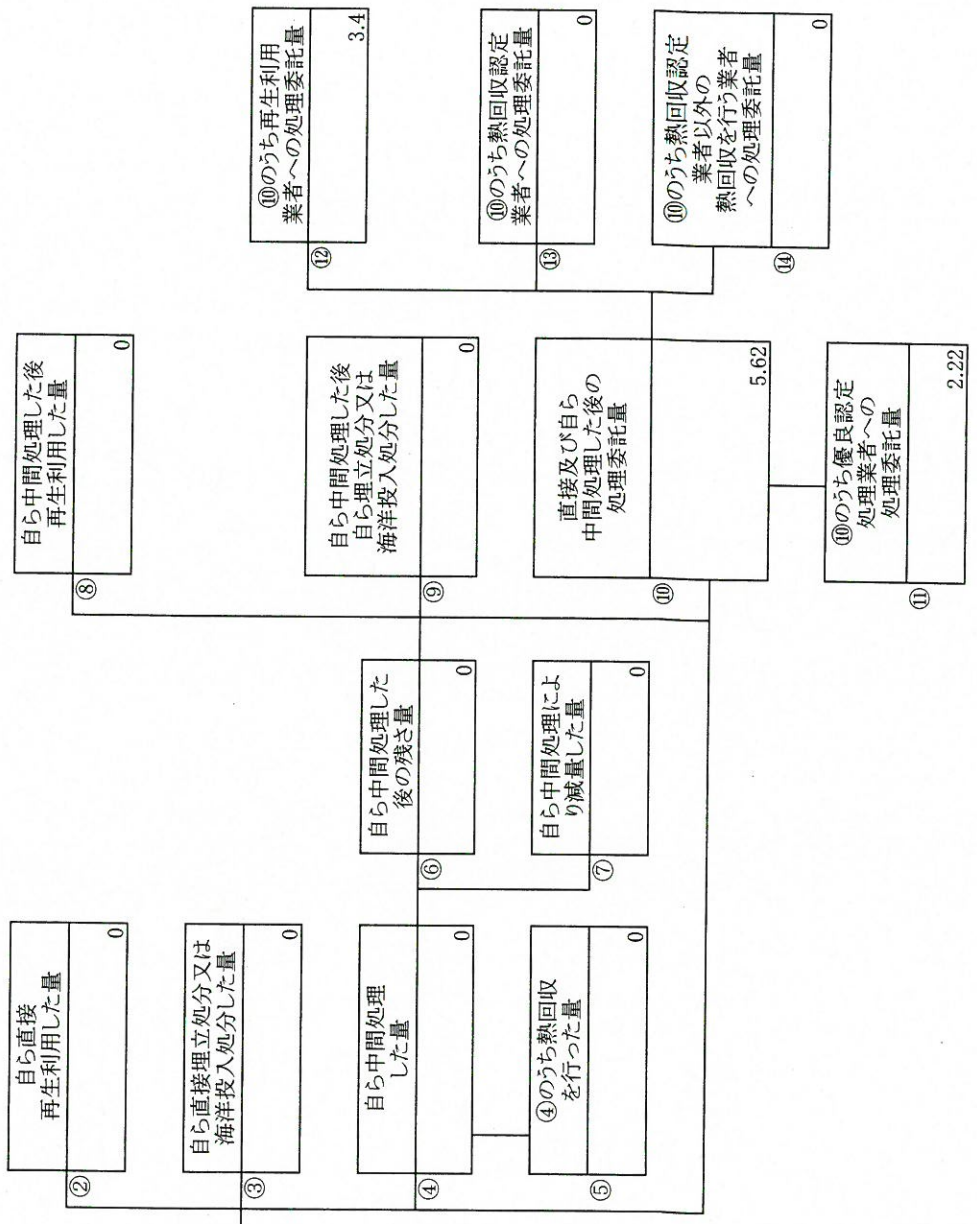 ②
自ら直接
再生利用した量
0
③
自ら直接埋立処分又は
海洋投入処分した量
0
④
自ら中間処理
した量
0
⑤
④のうち熱回収
を行った量
0
⑥
自ら中間処理した
後の残さ量
0
⑦
自ら中間処理によ
り減量した量
0
⑧
自ら中間処理した後
再生利用した量
0
⑨
自ら中間処理した後
自ら埋立処分又は
海洋投入処分した量
0
⑩
直接及び自ら
中間処理した後の
処理委託量
5.62
⑪
⑩のうち優良認定
処理業者への
処理委託量
2.22
⑫
⑩のうち再生利用
業者への処理委託量
3.4
⑬
⑩のうち熱回収認定
業者への処理委託量
0
⑭
⑩のうち熱回収認定
業者以外の
熱回収を行う業者
への処理委託量
0